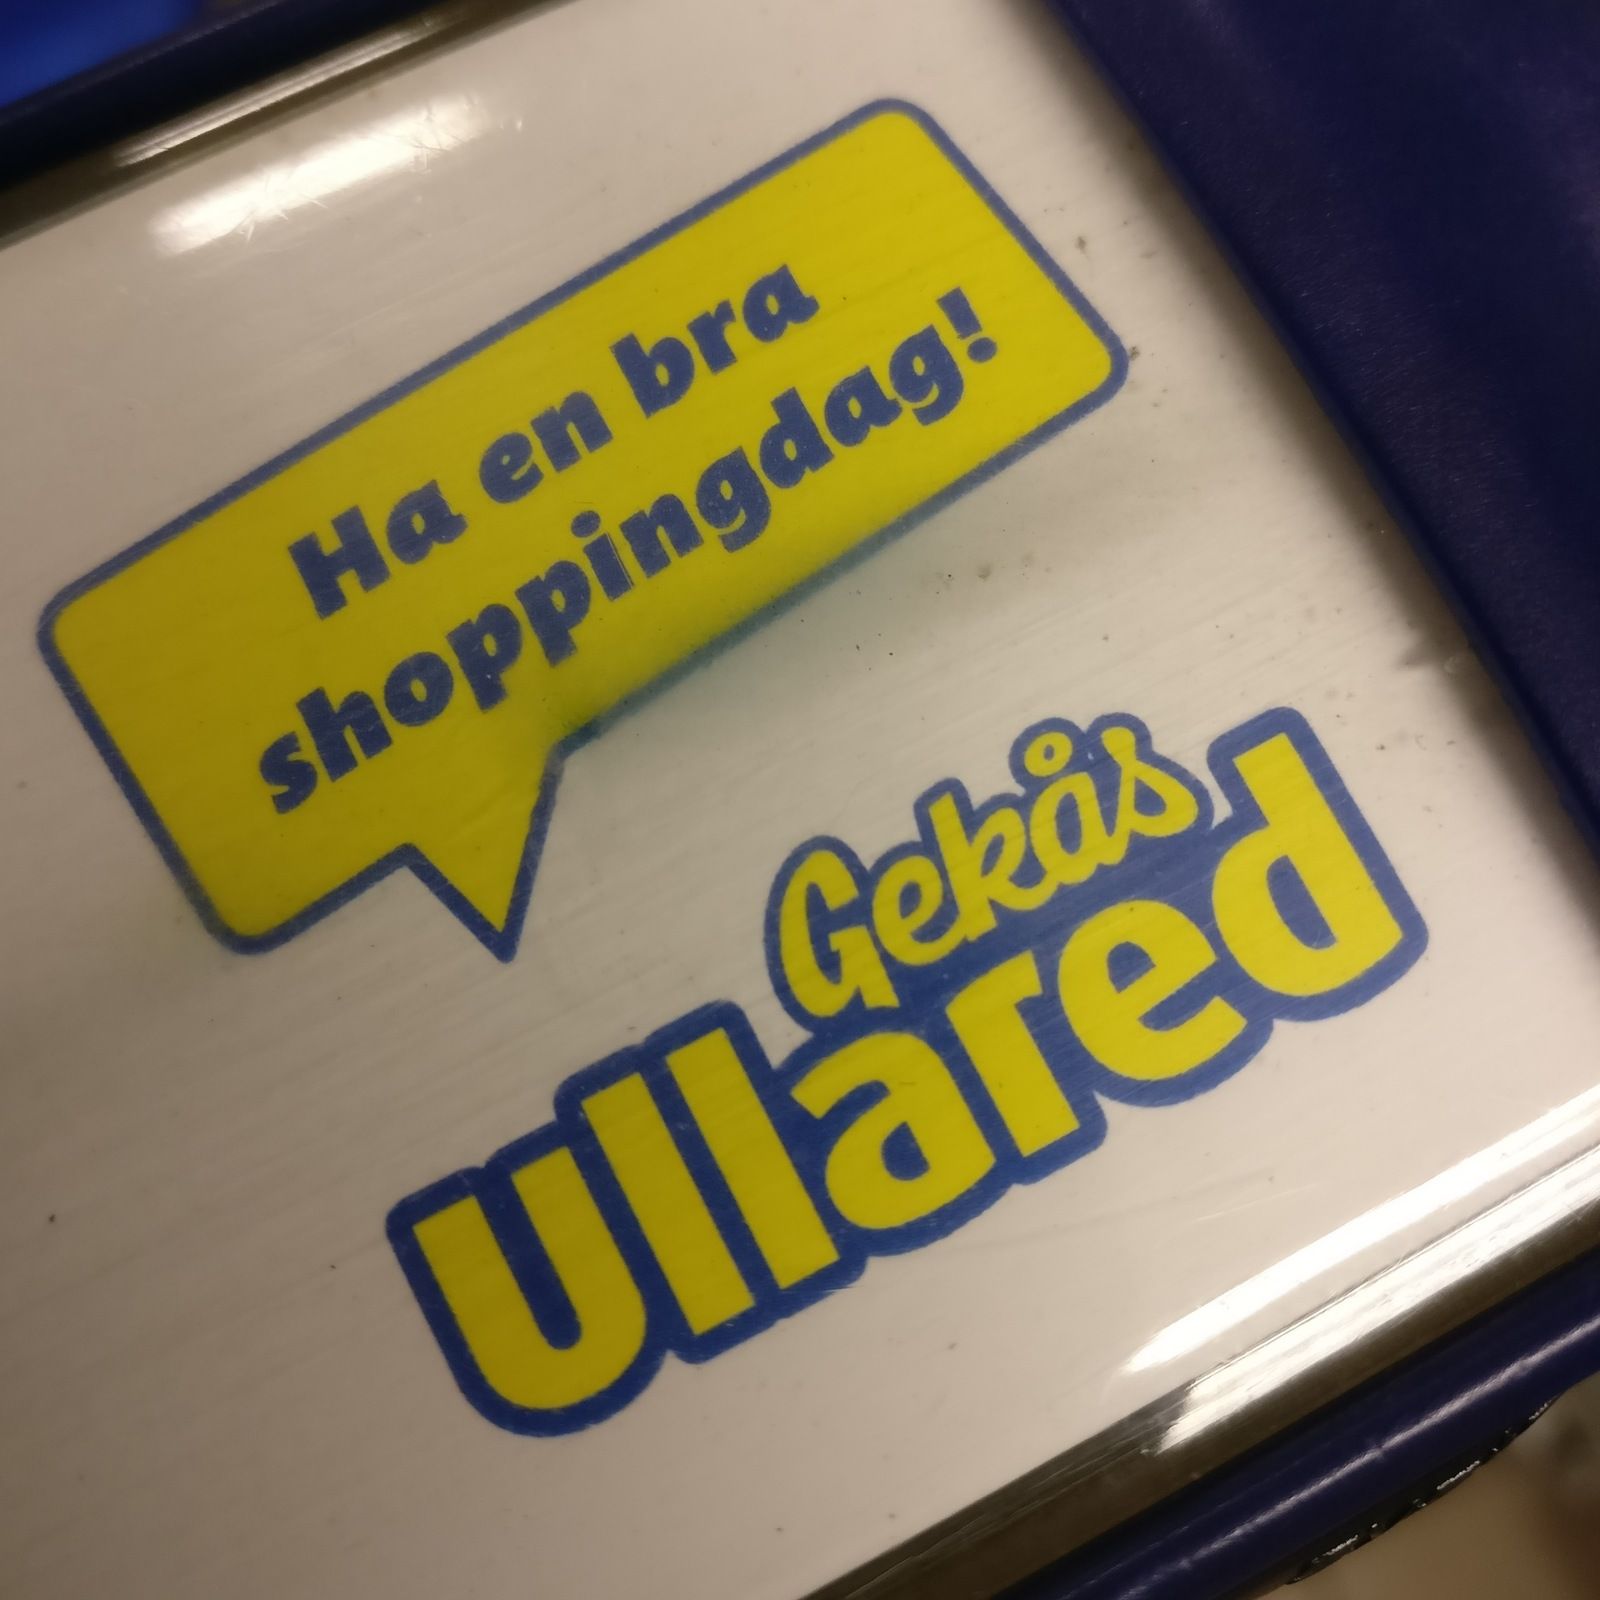 Ha en bra
shoppingdag!
Gekås
ullared